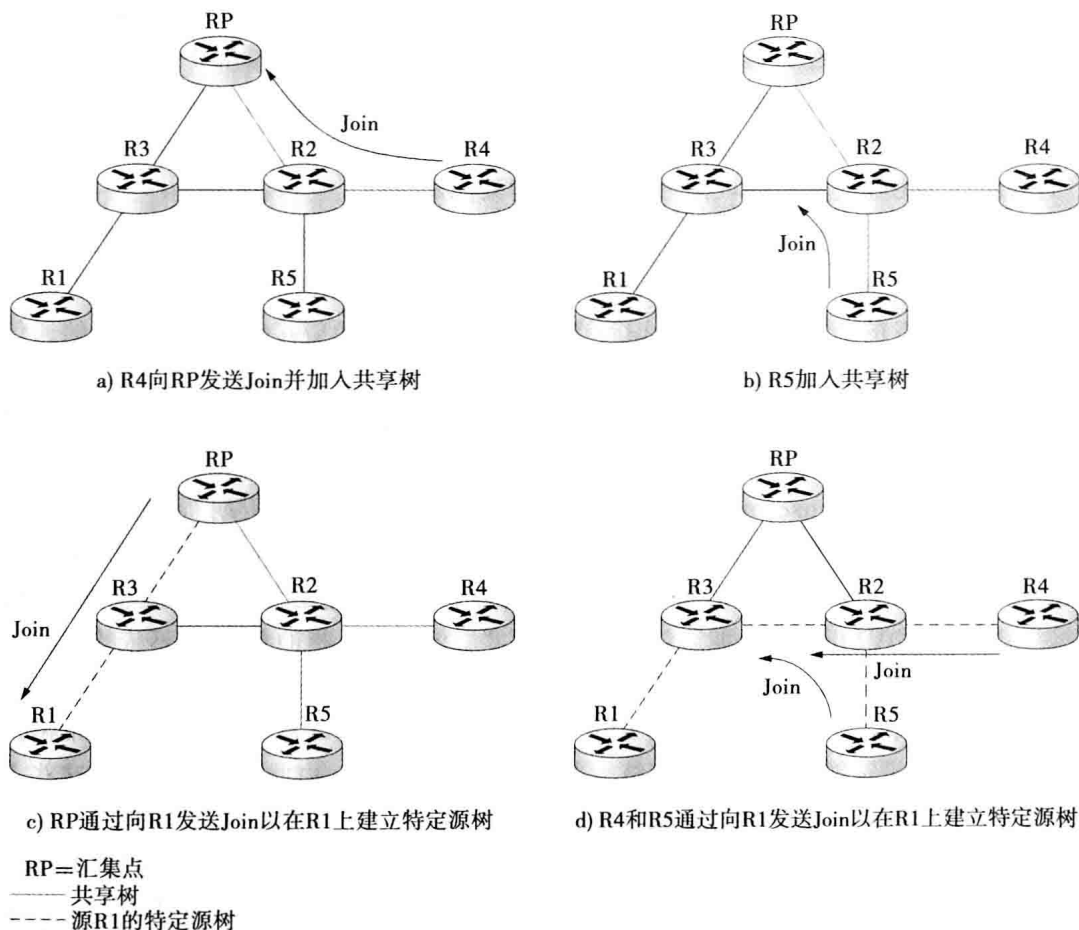 RP
Join
R3
R2
R4
R1
R5
a) R4向RP发送Join并加入共享树
RP
R3
R2
R4
Join
R1
R5
b) R5加入共享树
RP
R3
R2
R4
Join
R1
R5
c) RP通过向R1发送Join以在R1上建立特定源树
RP
R3
R2
R4
Join
Join
R1
R5
d) R4和R5通过向R1发送Join以在R1上建立特定源树
RP=汇集点
共享树
源R1的特定源树